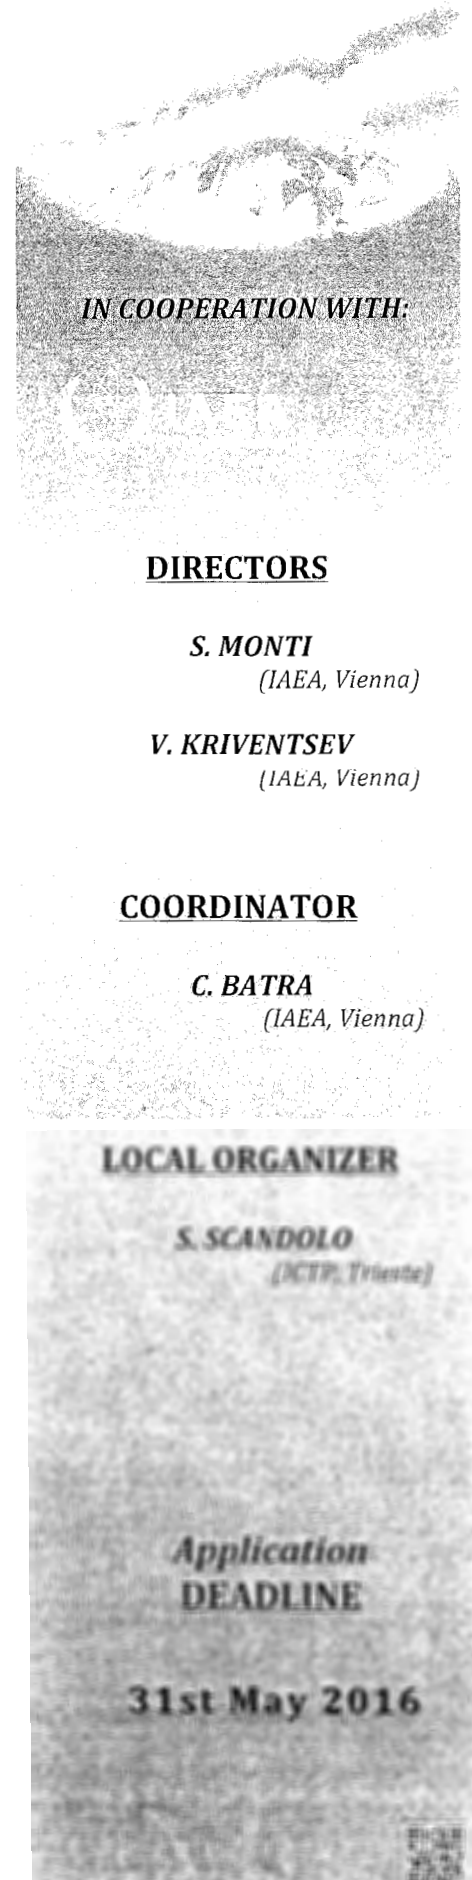 IN COOPERATION WITH:
IAEA
DIRECTORS
S. MONTI
(IAEA, Vienna)
V. KRIVENTSEV
(IAEA, Vienna)
COORDINATOR
C. BATRA
(IAEA, Vienna)
LOCAL ORGANIZER
S. SCANDOLO
(ICTP, Trieste)
Application
DEADLINE
31st May 2016